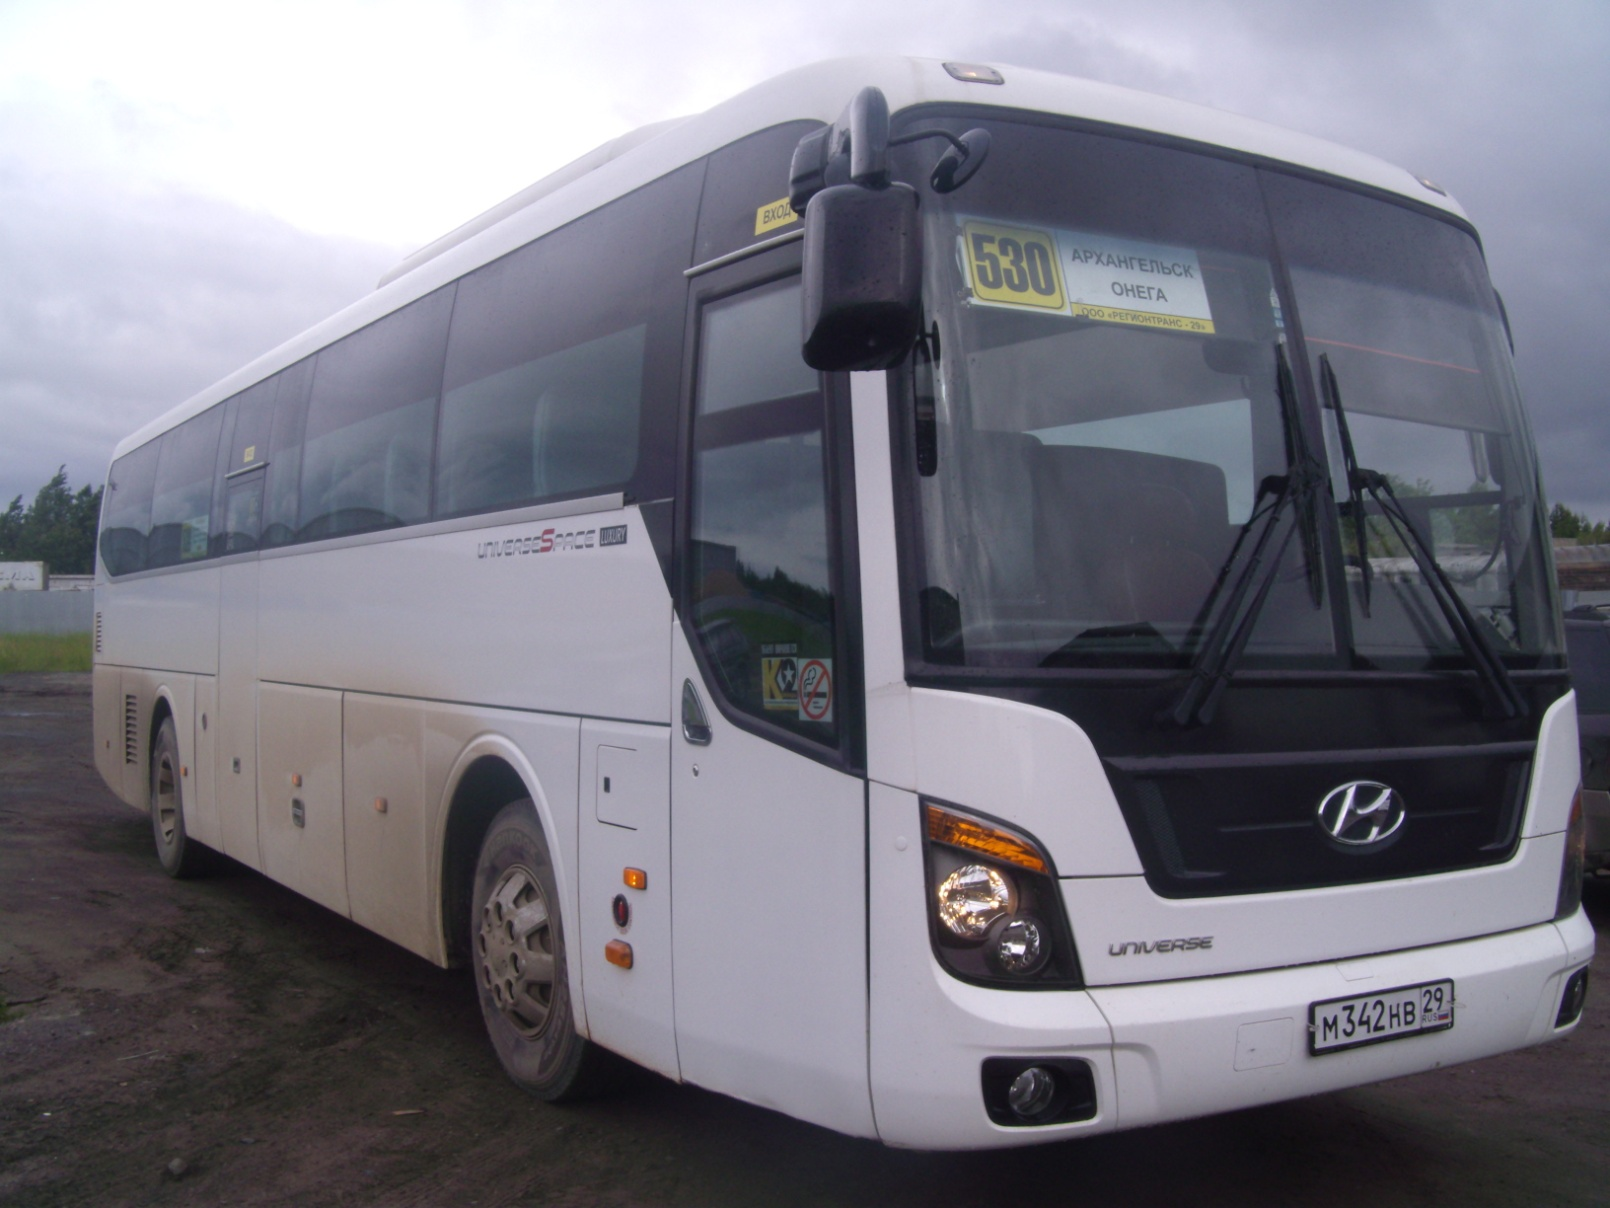 ВХОД
530
АРХАНГЕЛЬСК
ОНЕГА
ООО «РЕГИОНТРАНС - 29»
UNIVERSE SPACE LUXURY
UNIVERSE
М342НВ 29
RUS